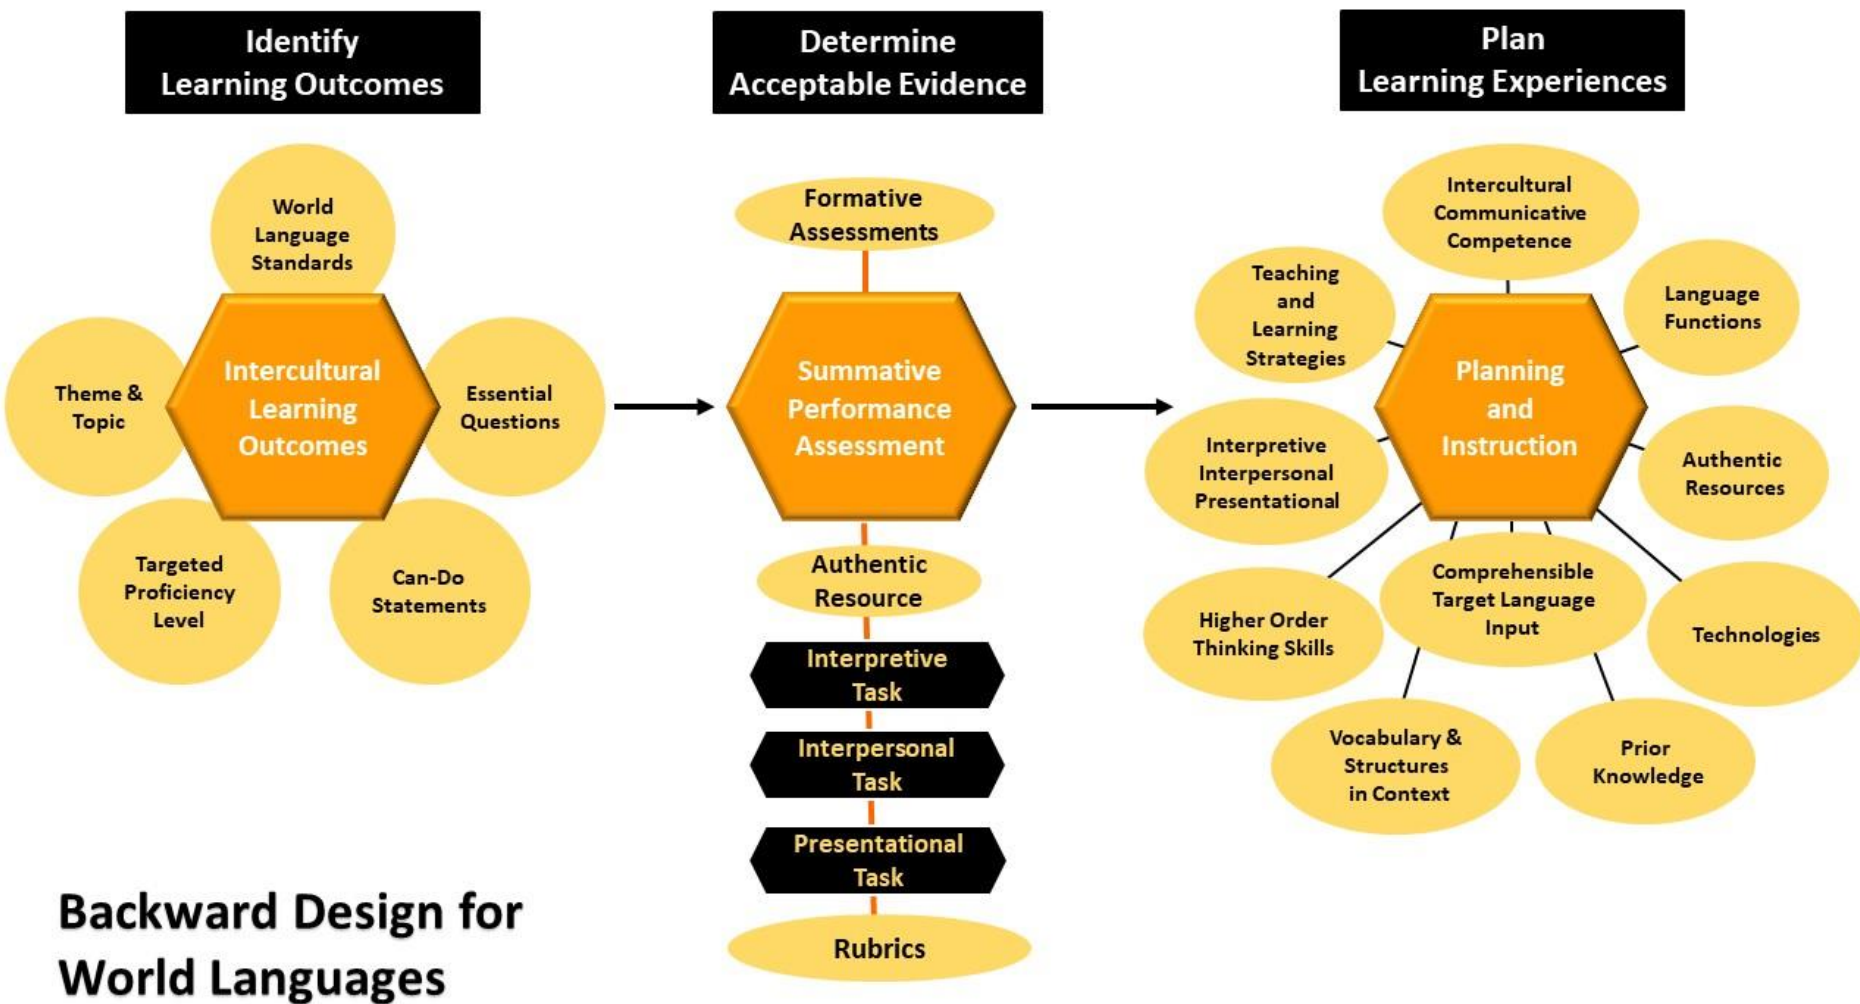 Identify
Learning Outcomes
World
Language
Standards
Theme &
Topic
Intercultural
Learning
Outcomes
Essential
Questions
Targeted
Proficiency
Level
Can-Do
Statements
Determine
Acceptable Evidence
Formative
Assessments
Summative
Performance
Assessment
Authentic
Resource
Interpretive
Task
Interpersonal
Task
Presentational
Task
Rubrics
Plan
Learning Experiences
Intercultural
Communicative
Competence
Teaching
and
Learning
Strategies
Language
Functions
Planning
and
Instruction
Interpretive
Interpersonal
Presentational
Authentic
Resources
Higher Order
Thinking Skills
Comprehensible
Target Language
Input
Technologies
Vocabulary &
Structures
in Context
Prior
Knowledge
Backward Design for
World Languages